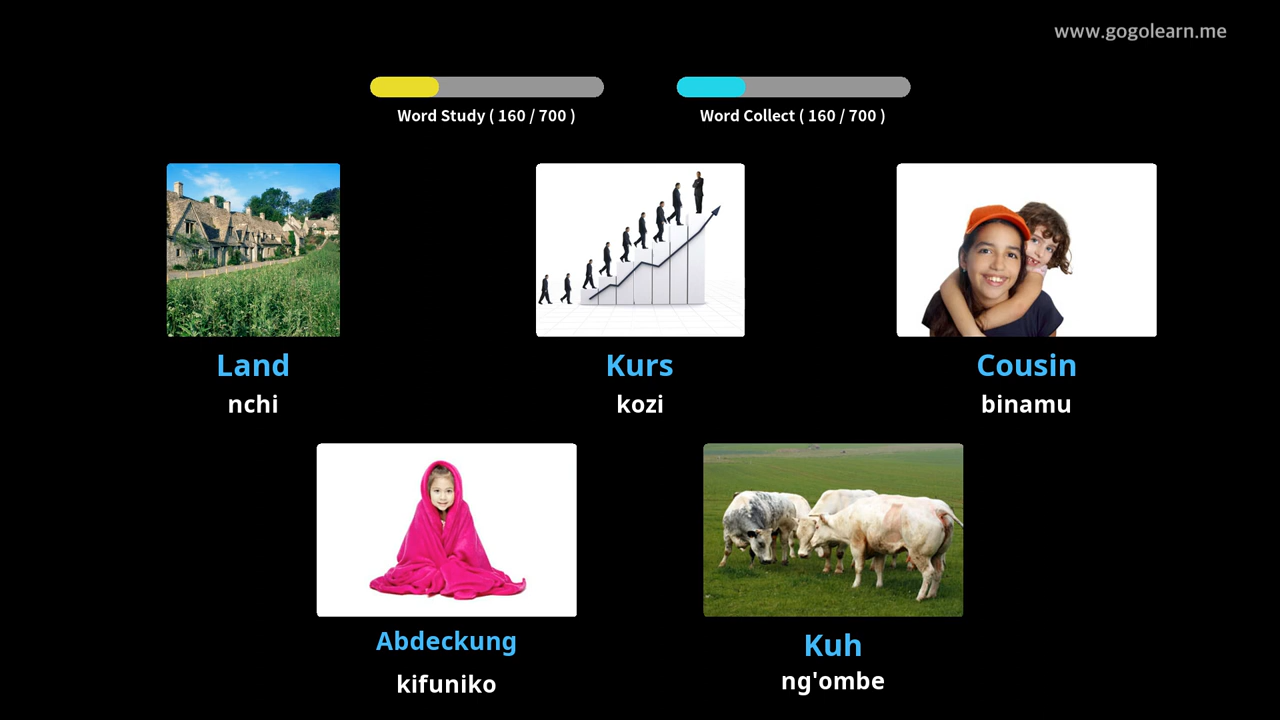 www.gogolearn.me
Word Study ( 160 / 700 )
Word Collect ( 160 / 700 )
Land
nchi
Kurs
kozi
Cousin
binamu
Abdeckung
kifuniko
Kuh
ng'ombe